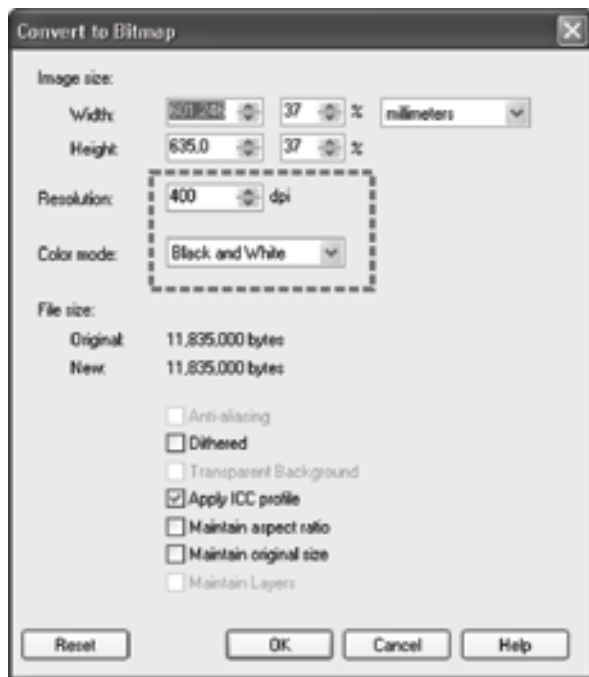 Convert to Bitmap
Image size:
Width: 37 % millimeters
Height: 635,0 37 %
Resolution: 400 dpi
Color mode: Black and White
File size:
Original: 11,835,000 bytes
New: 11,835,000 bytes
Anti-aliasing
Dithered
Transparent Background
Apply ICC profile
Maintain aspect ratio
Maintain original size
Maintain Layers
Reset OK Cancel Help